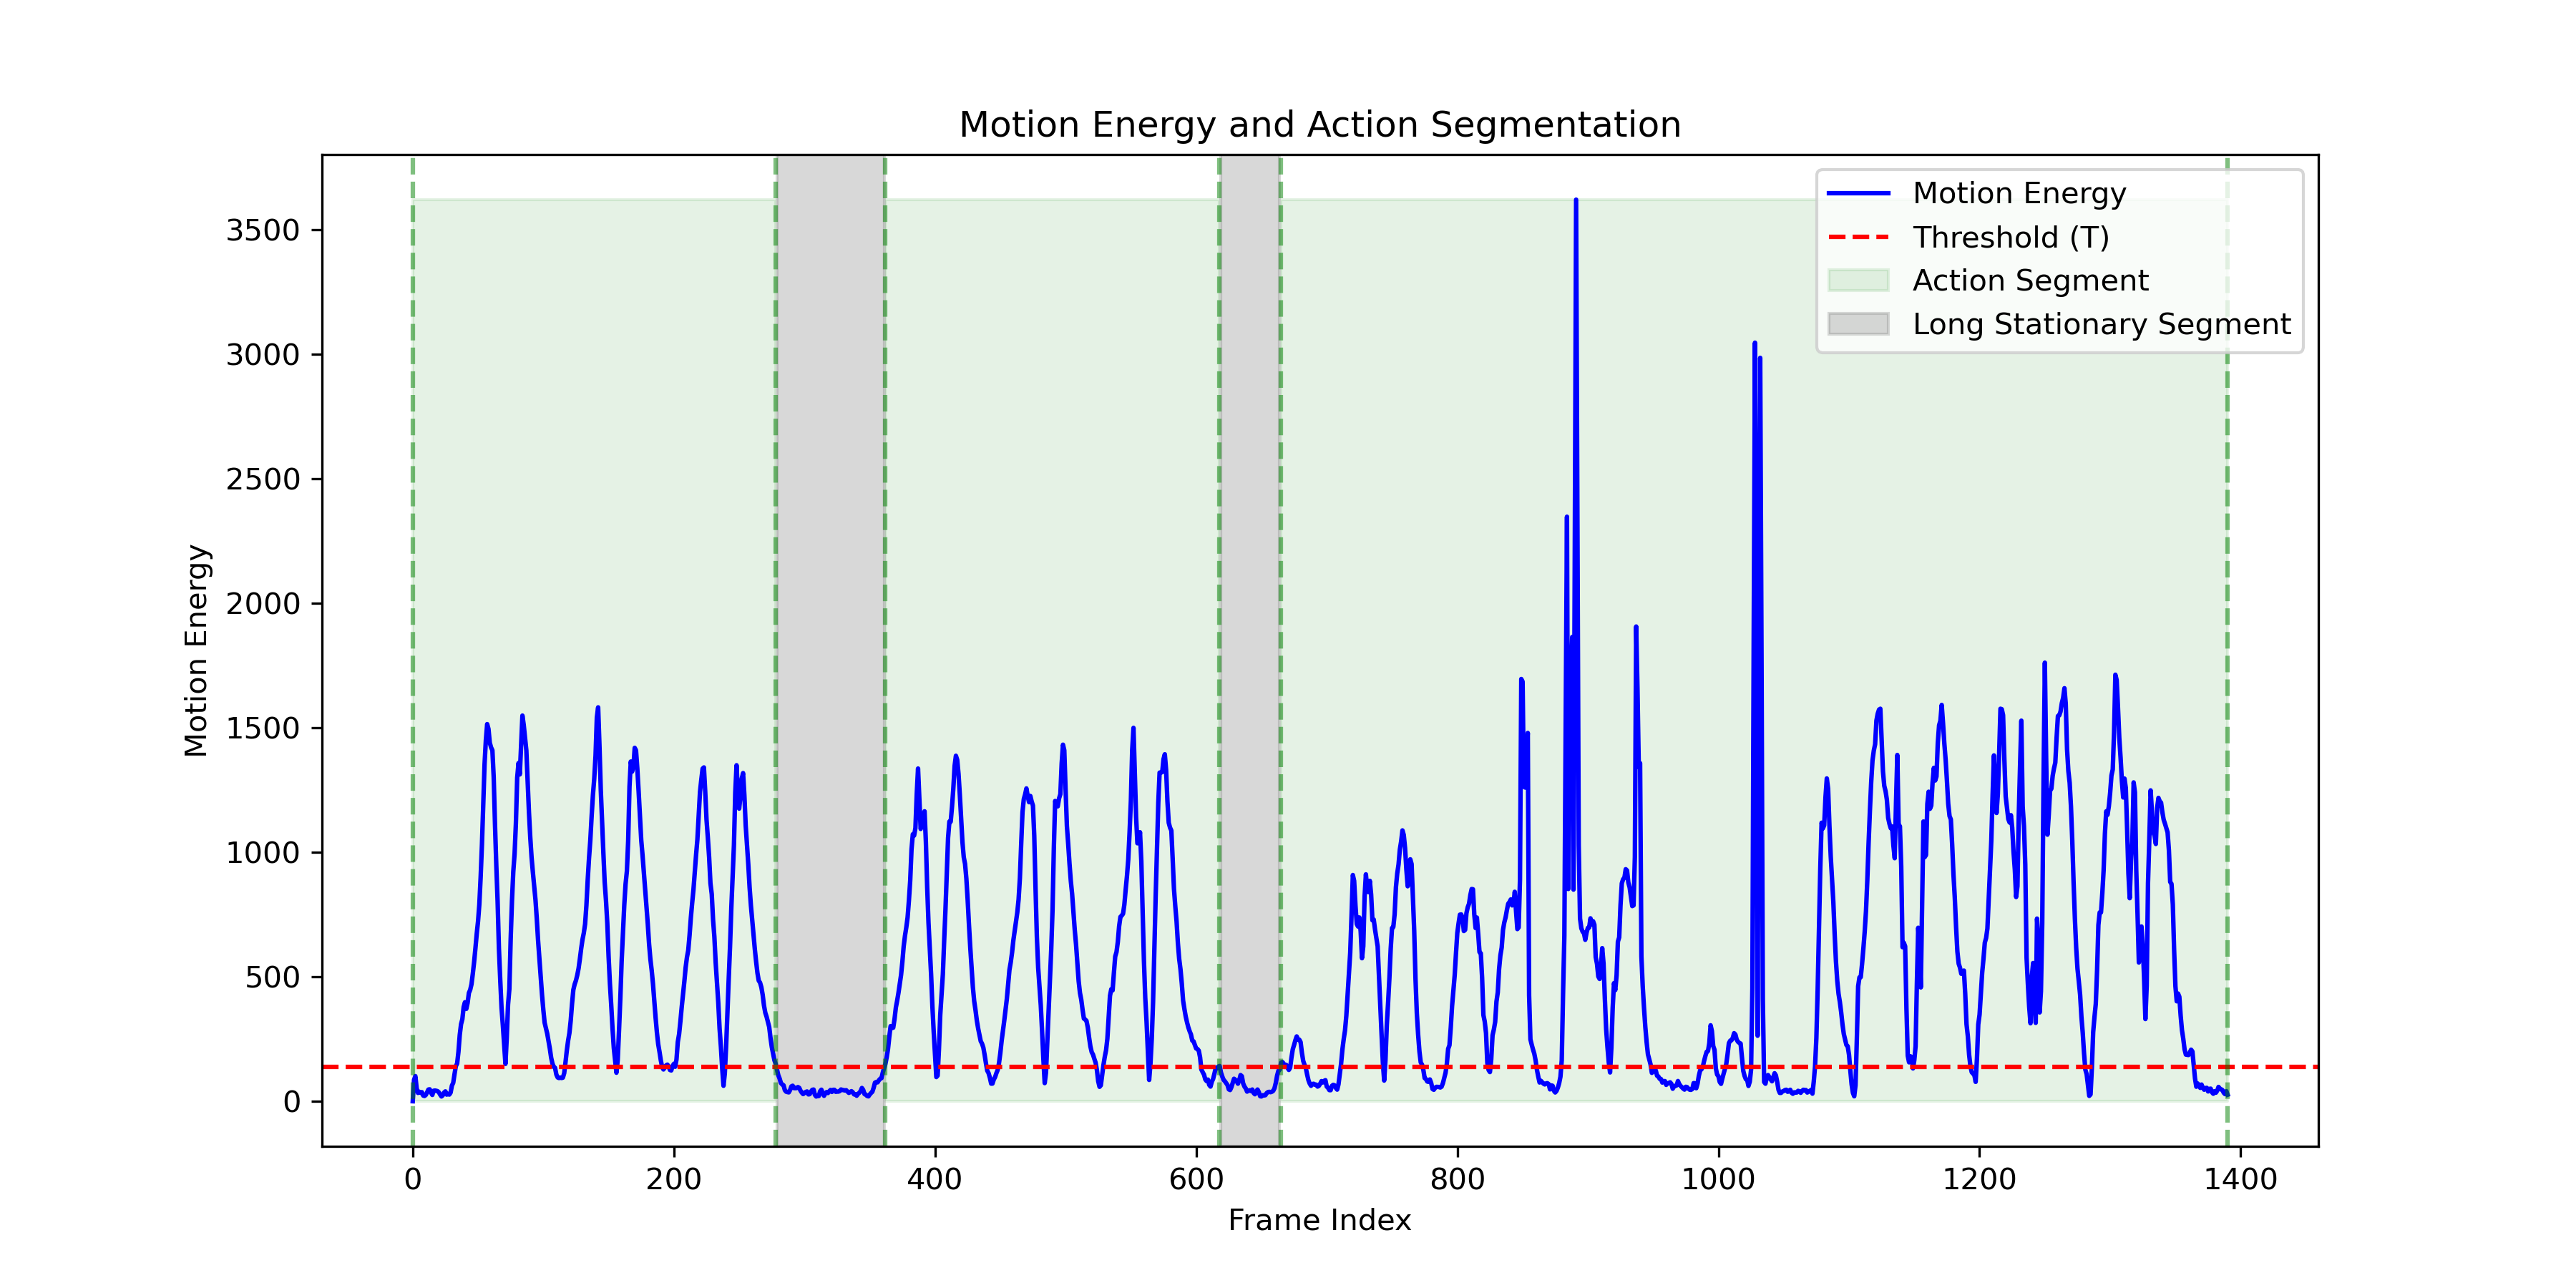 Motion Energy and Action Segmentation
Motion Energy
Threshold (T)
Action Segment
Long Stationary Segment
Motion Energy
3500
3000
2500
2000
1500
1000
500
0
0 200 400 600 800 1000 1200 1400
Frame Index